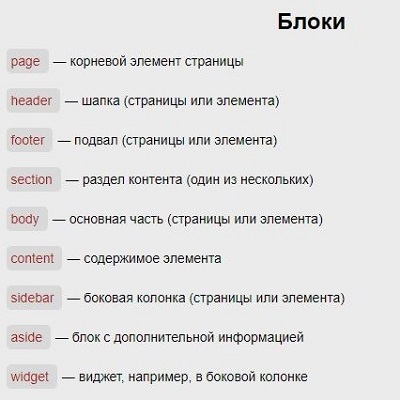 Блоки
page — корневой элемент страницы
header — шапка (страницы или элемента)
footer — подвал (страницы или элемента)
section — раздел контента (один из нескольких)
body — основная часть (страницы или элемента)
content — содержимое элемента
sidebar — боковая колонка (страницы или элемента)
aside — блок с дополнительной информацией
widget — виджет, например, в боковой колонке